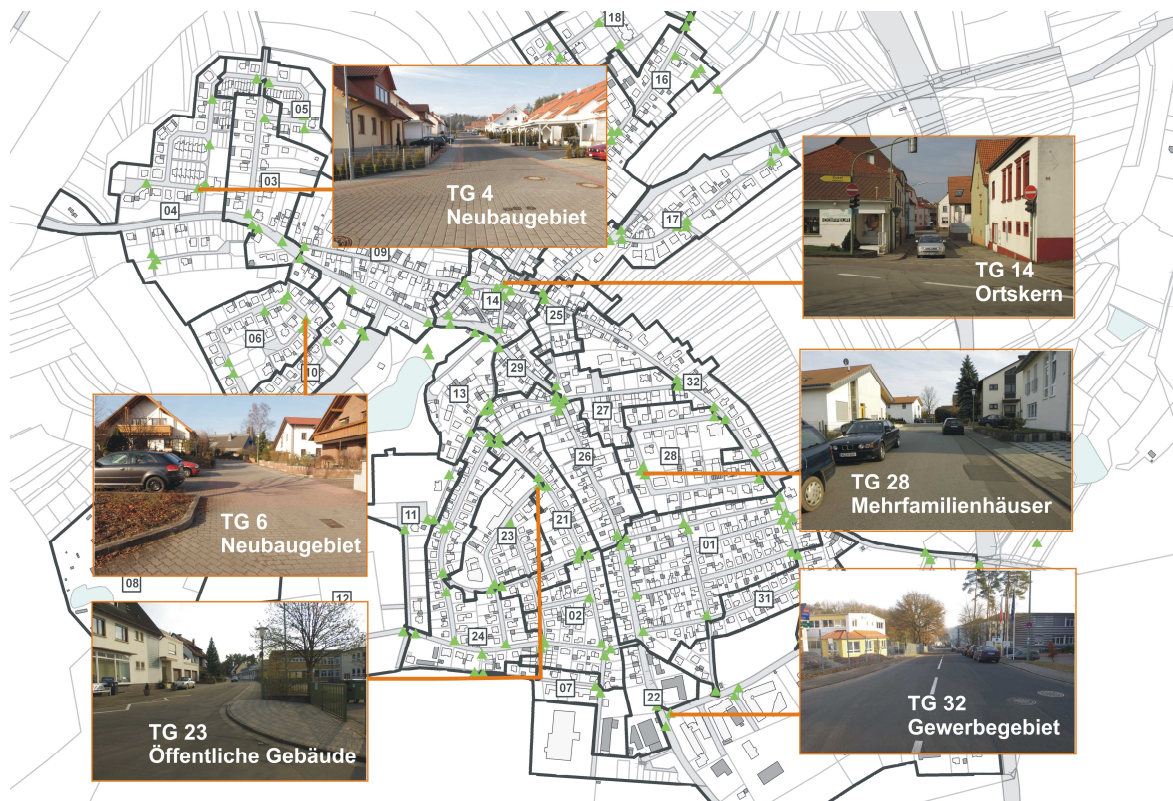 18
16
05
03
04
TG 4
Neubaugebiet
17
09
TG 14
Ortskern
14
25
06
10
29
13
32
27
26
28
TG 28
Mehrfamilienhäuser
TG 6
Neubaugebiet
11
21
23
01
08
12
31
02
24
TG 23
Öffentliche Gebäude
07
22
TG 32
Gewerbegebiet